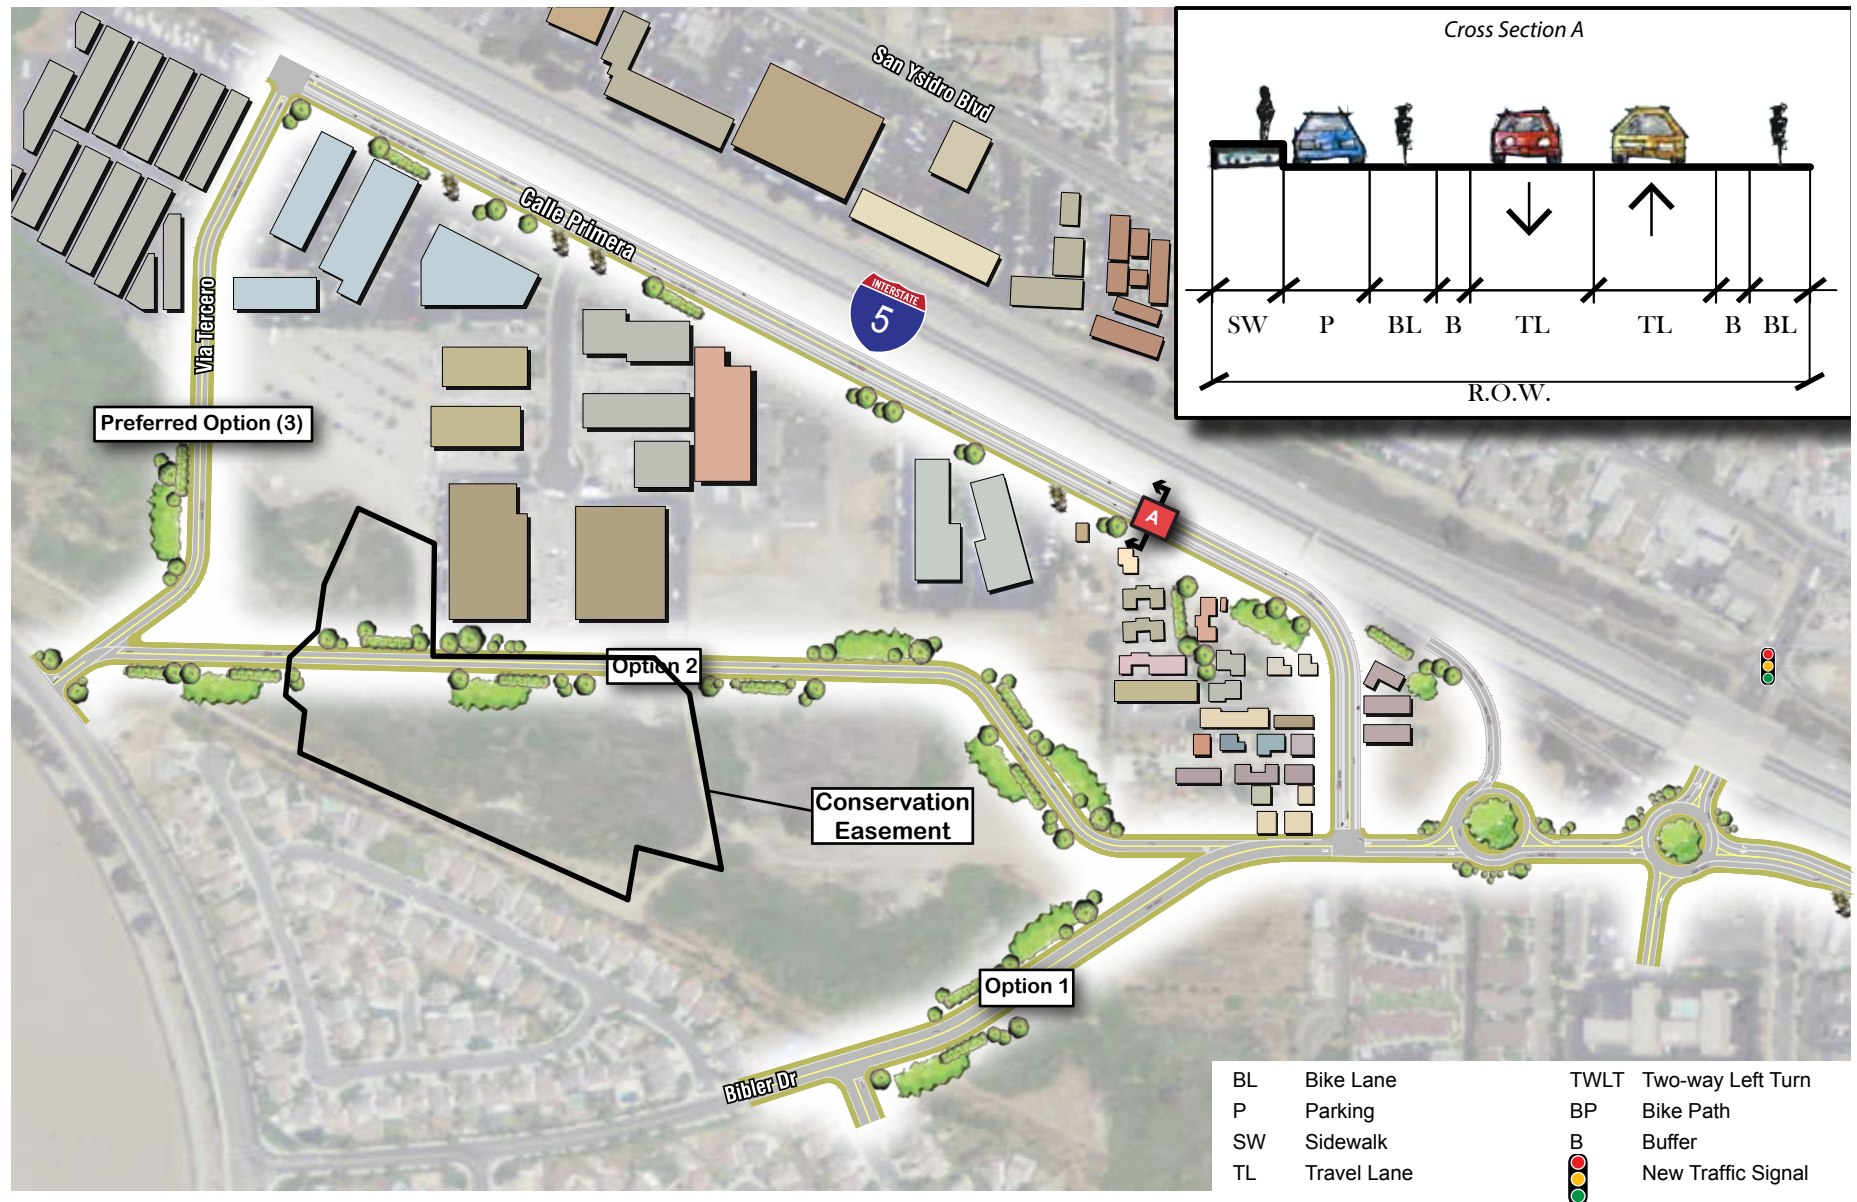 Cross Section A
SW P BL B TL TL B BL
R.O.W.
San Ysidro Blvd
Calle Primera
INTERSTATE
5
Via Tercero
Preferred Option (3)
A
Option 2
Conservation
Easement
Option 1
Bibler Dr
BL Bike Lane
P Parking
SW Sidewalk
TL Travel Lane
TWLT Two-way Left Turn
BP Bike Path
B Buffer
New Traffic Signal